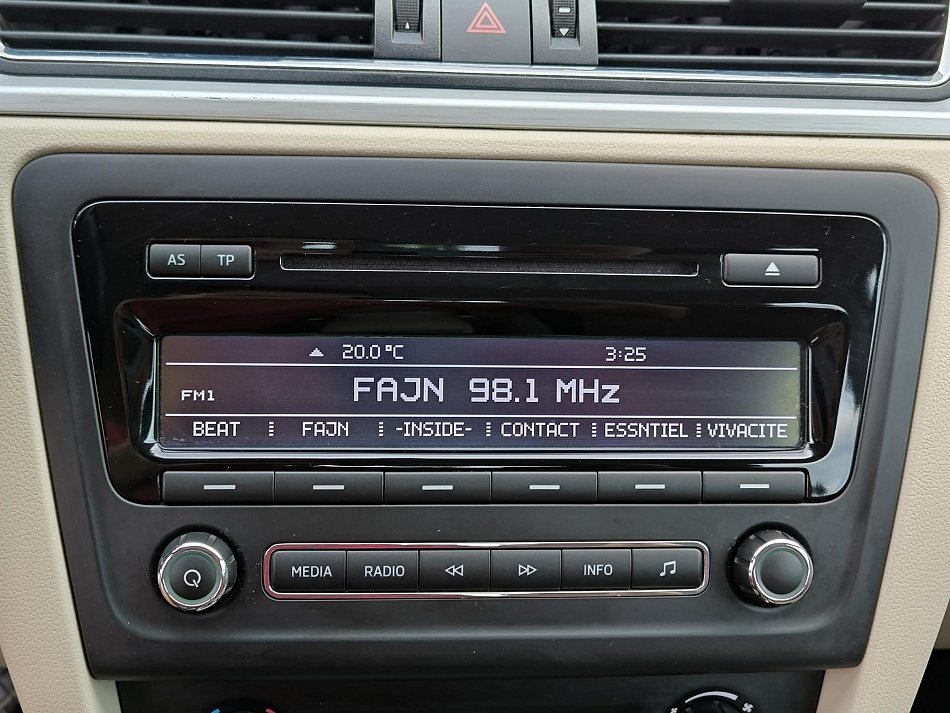 AS TP
20.0 °C 3:25
FM1 FAJN 98.1 MHz
BEAT FAJN -INSIDE- CONTACT ESSNTIEL VIVACITE
MEDIA RADIO INFO